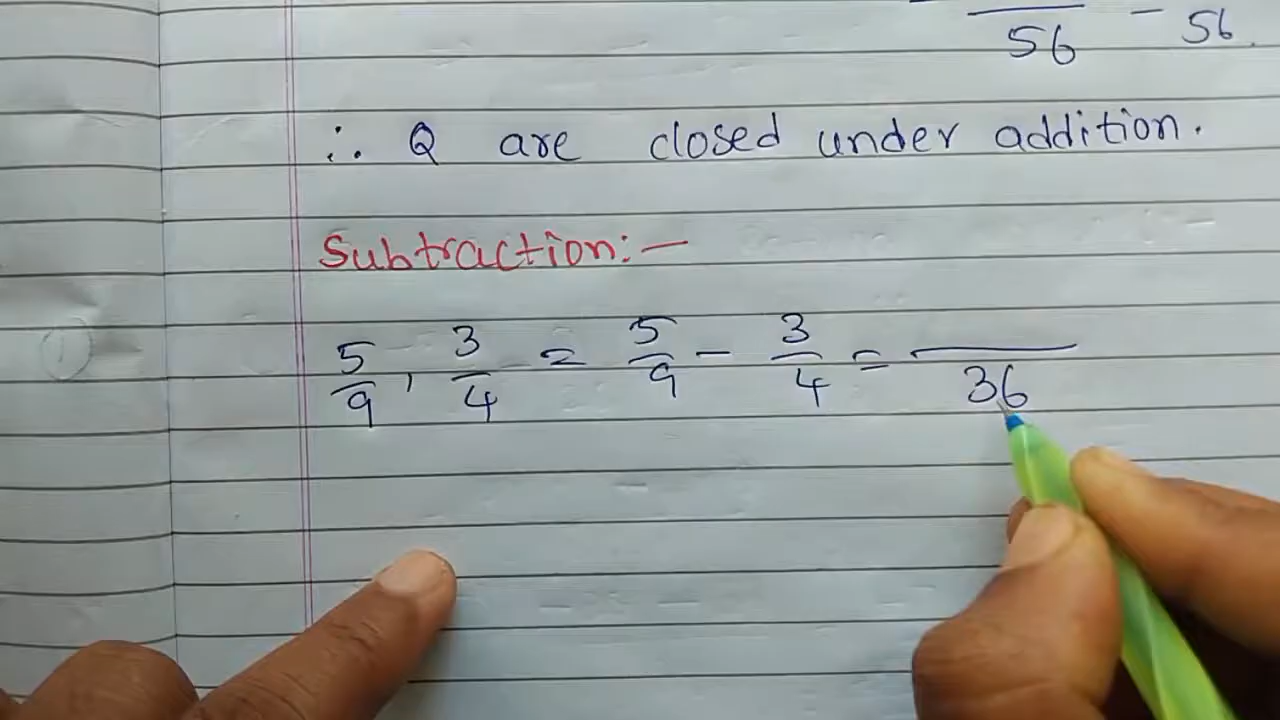 56 - 56
∴ Q are closed under addition.
Subtraction:-
5/9, 3/4 = 5/9 - 3/4 = /36